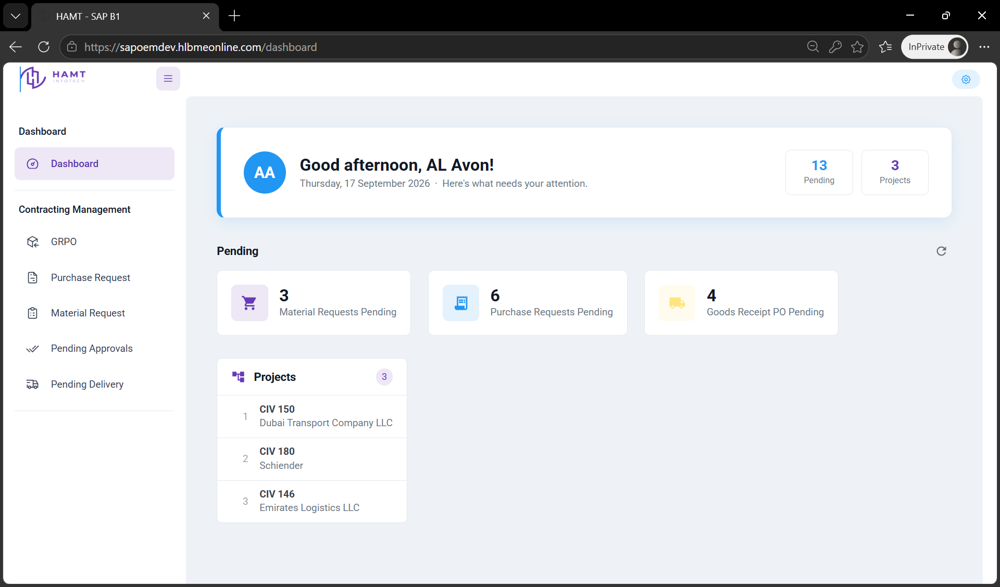 HAMT - SAP B1
https://sapoemdev.hlbmeonline.com/dashboard
InPrivate
HAMT
INFOTECH
Dashboard
Dashboard
Contracting Management
GRPO
Purchase Request
Material Request
Pending Approvals
Pending Delivery
AA
Good afternoon, AL Avon!
Thursday, 17 September 2026 · Here's what needs your attention.
13
Pending
3
Projects
Pending
3
Material Requests Pending
6
Purchase Requests Pending
4
Goods Receipt PO Pending
Projects
3
1
CIV 150
Dubai Transport Company LLC
2
CIV 180
Schiender
3
CIV 146
Emirates Logistics LLC